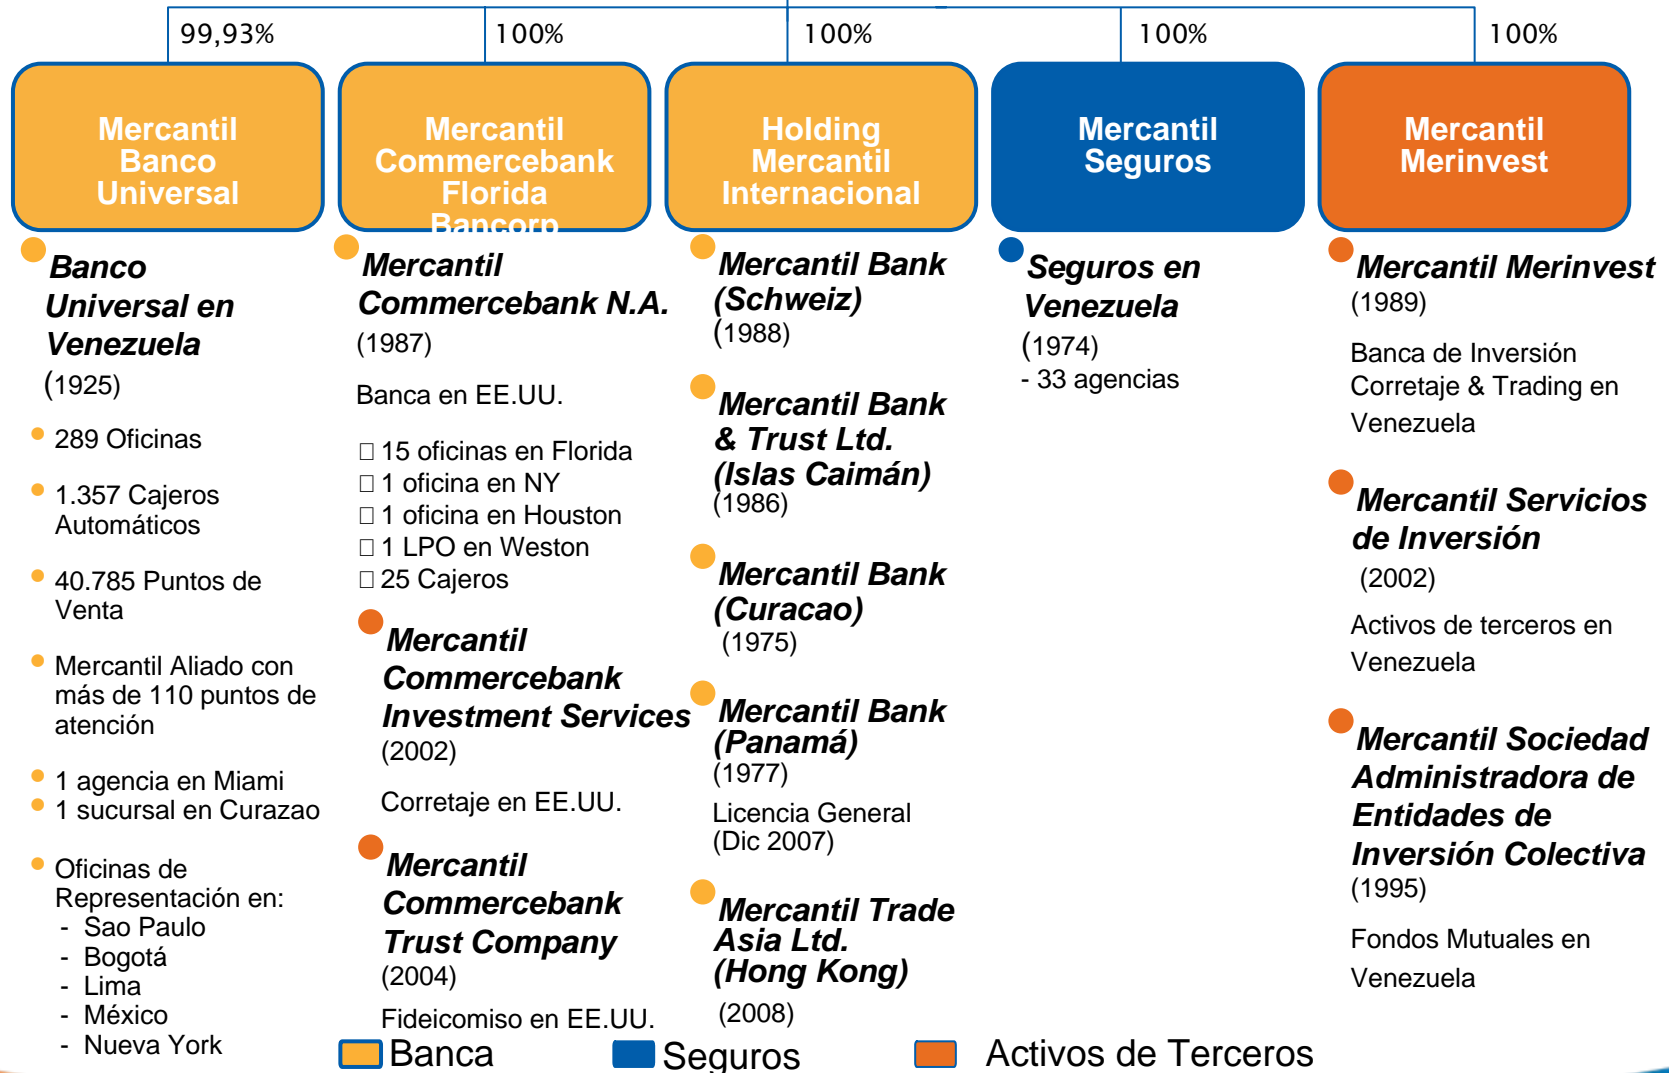 99,93%
100%
100%
100%
100%
Mercantil
Banco
Universal
Mercantil
Commercebank
Florida
Bancorp
Holding
Mercantil
Internacional
Mercantil
Seguros
Mercantil
Merinvest
Banco
Universal en
Venezuela
(1925)
289 Oficinas
1.357 Cajeros
Automáticos
40.785 Puntos de
Venta
Mercantil Aliado con
más de 110 puntos de
atención
1 agencia en Miami
1 sucursal en Curazao
Oficinas de
Representación en:
- Sao Paulo
- Bogotá
- Lima
- México
- Nueva York
Mercantil
Commercebank N.A.
(1987)
Banca en EE.UU.
15 oficinas en Florida
1 oficina en NY
1 oficina en Houston
1 LPO en Weston
25 Cajeros
Mercantil
Commercebank
Investment Services
(2002)
Corretaje en EE.UU.
Mercantil
Commercebank
Trust Company
(2004)
Fideicomiso en EE.UU.
Mercantil Bank
(Schweiz)
(1988)
Mercantil Bank
& Trust Ltd.
(Islas Caimán)
(1986)
Mercantil Bank
(Curacao)
(1975)
Mercantil Bank
(Panamá)
(1977)
Licencia General
(Dic 2007)
Mercantil Trade
Asia Ltd.
(Hong Kong)
(2008)
Seguros en
Venezuela
(1974)
- 33 agencias
Mercantil Merinvest
(1989)
Banca de Inversión
Corretaje & Trading en
Venezuela
Mercantil Servicios
de Inversión
(2002)
Activos de terceros en
Venezuela
Mercantil Sociedad
Administradora de
Entidades de
Inversión Colectiva
(1995)
Fondos Mutuales en
Venezuela
Banca
Seguros
Activos de Terceros